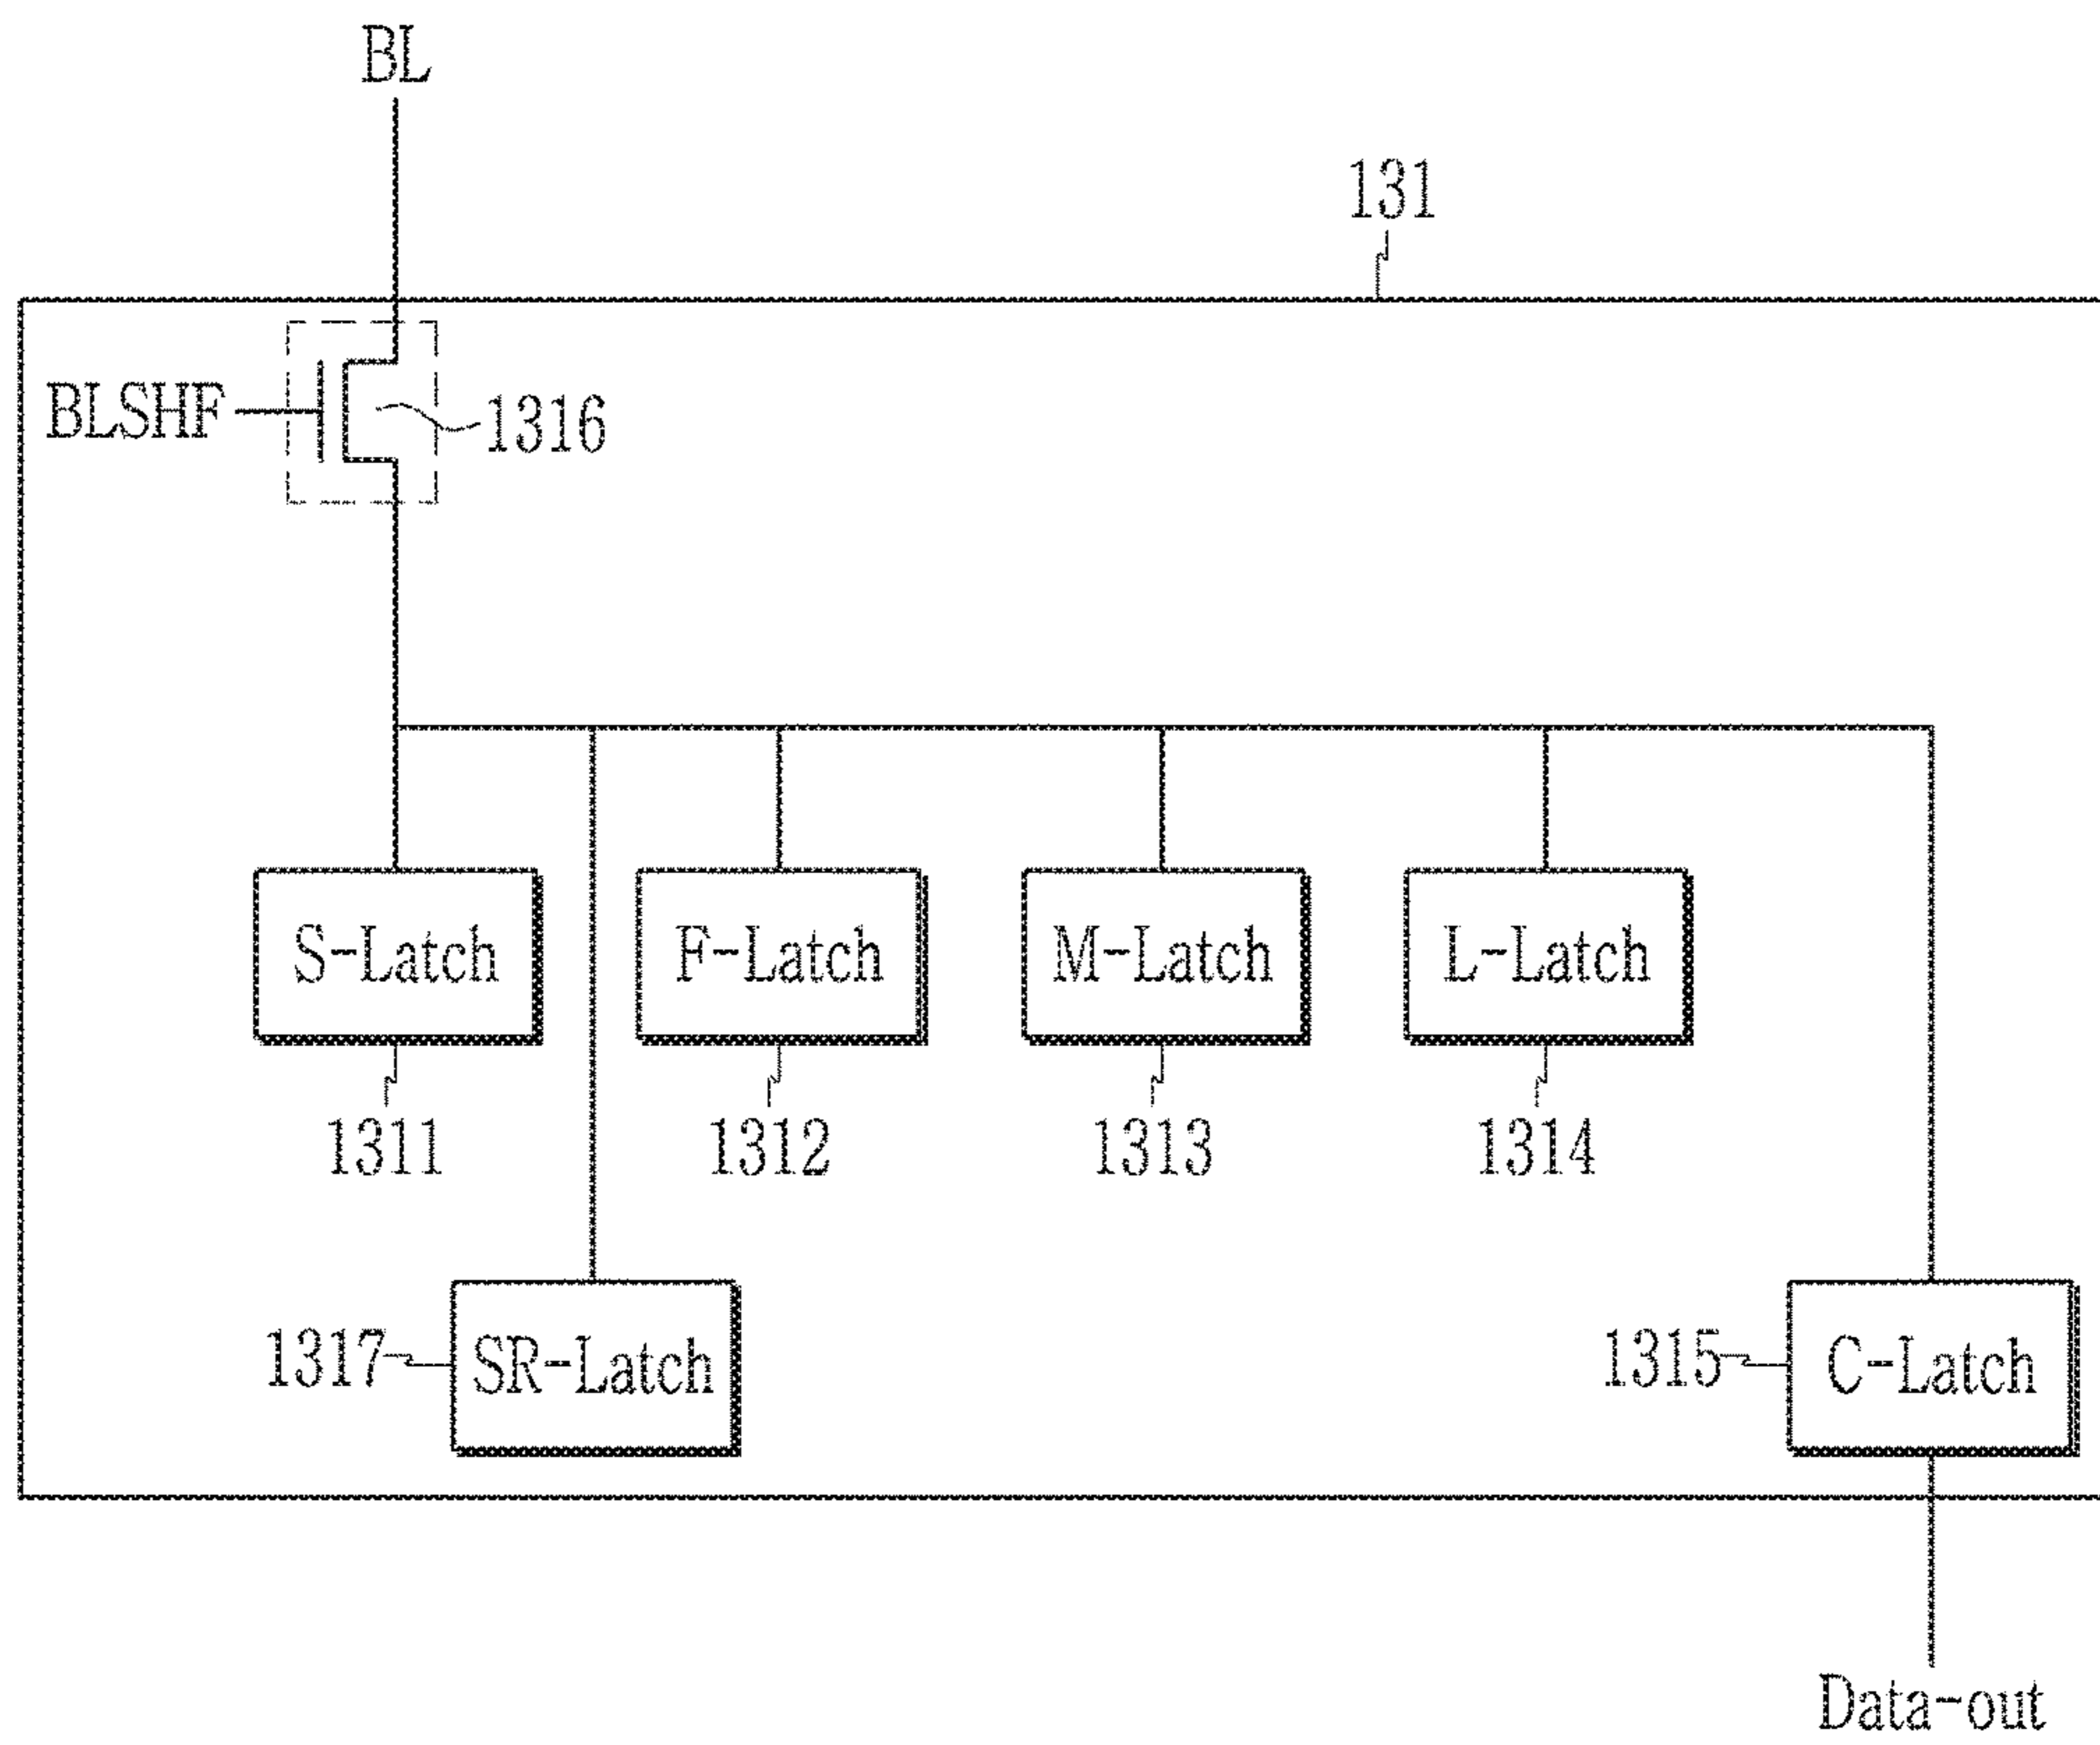 BL
131
BLSHF
1316
S-Latch
F-Latch
M-Latch
L-Latch
1311
1312
1313
1314
1317
SR-Latch
1315
C-Latch
Data-out